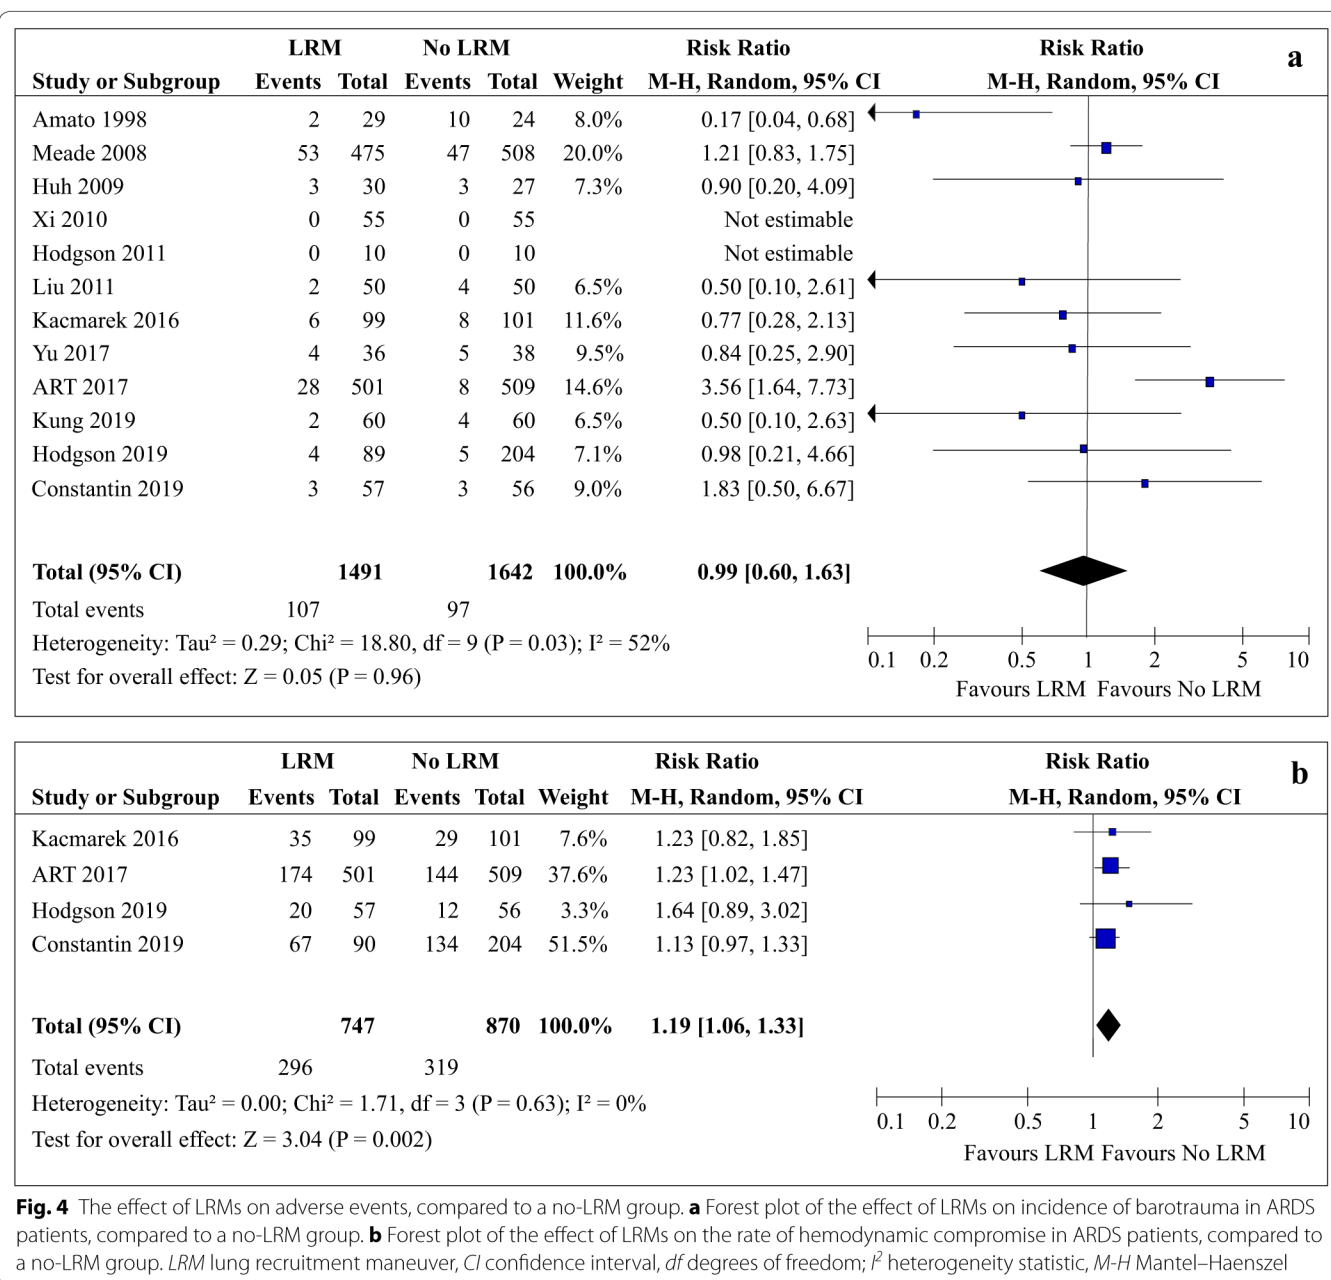 LRM No LRM Risk Ratio Risk Ratio a
Study or Subgroup Events Total Events Total Weight M-H, Random, 95% CI M-H, Random, 95% CI
Amato 1998 2 29 10 24 8.0% 0.17 [0.04, 0.68]
Meade 2008 53 475 47 508 20.0% 1.21 [0.83, 1.75]
Huh 2009 3 30 3 27 7.3% 0.90 [0.20, 4.09]
Xi 2010 0 55 0 55 Not estimable
Hodgson 2011 0 10 0 10 Not estimable
Liu 2011 2 50 4 50 6.5% 0.50 [0.10, 2.61]
Kacmarek 2016 6 99 8 101 11.6% 0.77 [0.28, 2.13]
Yu 2017 4 36 5 38 9.5% 0.84 [0.25, 2.90]
ART 2017 28 501 8 509 14.6% 3.56 [1.64, 7.73]
Kung 2019 2 60 4 60 6.5% 0.50 [0.10, 2.63]
Hodgson 2019 4 89 5 204 7.1% 0.98 [0.21, 4.66]
Constantin 2019 3 57 3 56 9.0% 1.83 [0.50, 6.67]
Total (95% CI) 1491 1642 100.0% 0.99 [0.60, 1.63]
Total events 107 97
Heterogeneity: Tau² = 0.29; Chi² = 18.80, df = 9 (P = 0.03); I² = 52%
Test for overall effect: Z = 0.05 (P = 0.96)
0.1 0.2 0.5 1 2 5 10
Favours LRM Favours No LRM
LRM No LRM Risk Ratio Risk Ratio b
Study or Subgroup Events Total Events Total Weight M-H, Random, 95% CI M-H, Random, 95% CI
Kacmarek 2016 35 99 29 101 7.6% 1.23 [0.82, 1.85]
ART 2017 174 501 144 509 37.6% 1.23 [1.02, 1.47]
Hodgson 2019 20 57 12 56 3.3% 1.64 [0.89, 3.02]
Constantin 2019 67 90 134 204 51.5% 1.13 [0.97, 1.33]
Total (95% CI) 747 870 100.0% 1.19 [1.06, 1.33]
Total events 296 319
Heterogeneity: Tau² = 0.00; Chi² = 1.71, df = 3 (P = 0.63); I² = 0%
Test for overall effect: Z = 3.04 (P = 0.002)
0.1 0.2 0.5 1 2 5 10
Favours LRM Favours No LRM
Fig. 4 The effect of LRMs on adverse events, compared to a no-LRM group. a Forest plot of the effect of LRMs on incidence of barotrauma in ARDS
patients, compared to a no-LRM group. b Forest plot of the effect of LRMs on the rate of hemodynamic compromise in ARDS patients, compared to
a no-LRM group. LRM lung recruitment maneuver, CI confidence interval, df degrees of freedom; I² heterogeneity statistic, M-H Mantel–Haenszel